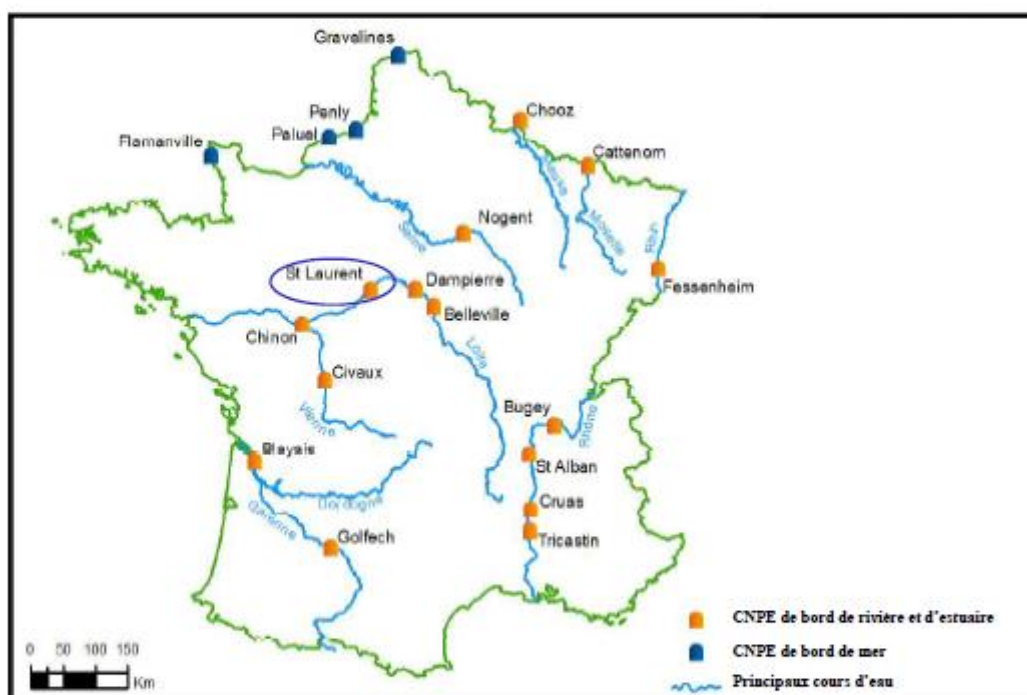 Gravelines
Chooz
Penly
Paluel
Cattenom
Flamanville
Meuse
Moselle
Rhin
Nogent
Seine
St Laurent
Dampierre
Fessenheim
Belleville
Chinon
Loire
Civaux
Bugey
Vienne
Rhône
Blayais
St Alban
Dordogne
Cruas
Garonne
Golfech
Tricastin
CNPE de bord de rivière et d'estuaire
CNPE de bord de mer
0 50 100 150
Km
Principaux cours d'eau